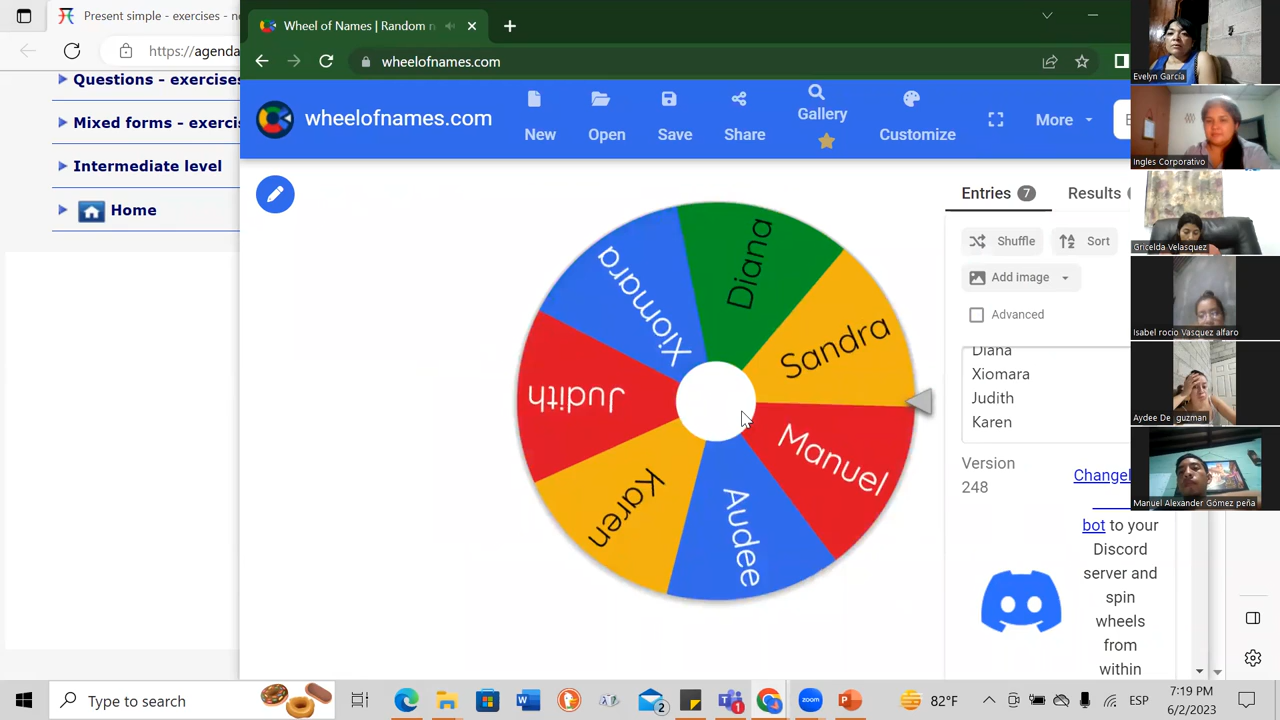 Present simple - exercises
Wheel of Names | Random
https://agenda
wheelofnames.com
Questions - exercises
Mixed forms - exercis
Intermediate level
Home
wheelofnames.com
New
Open
Save
Share
Gallery
Customize
More
E
Entries 7
Results
Shuffle
Sort
Add image
Advanced
Diana
Xiomara
Judith
Karen
Version
248
Changel
bot to your
Discord
server and
spin
wheels
from
within
Diana
Sandra
Manuel
Audee
Karen
Judith
Xiomara
Evelyn García
Ingles Corporativo
Gricelda Velasquez
Isabel rocio Vasquez alfaro
Aydee De guzman
Manuel Alexander Gómez peña
Type to search
2
1
82°F
ESP
7:19 PM
6/2/2023